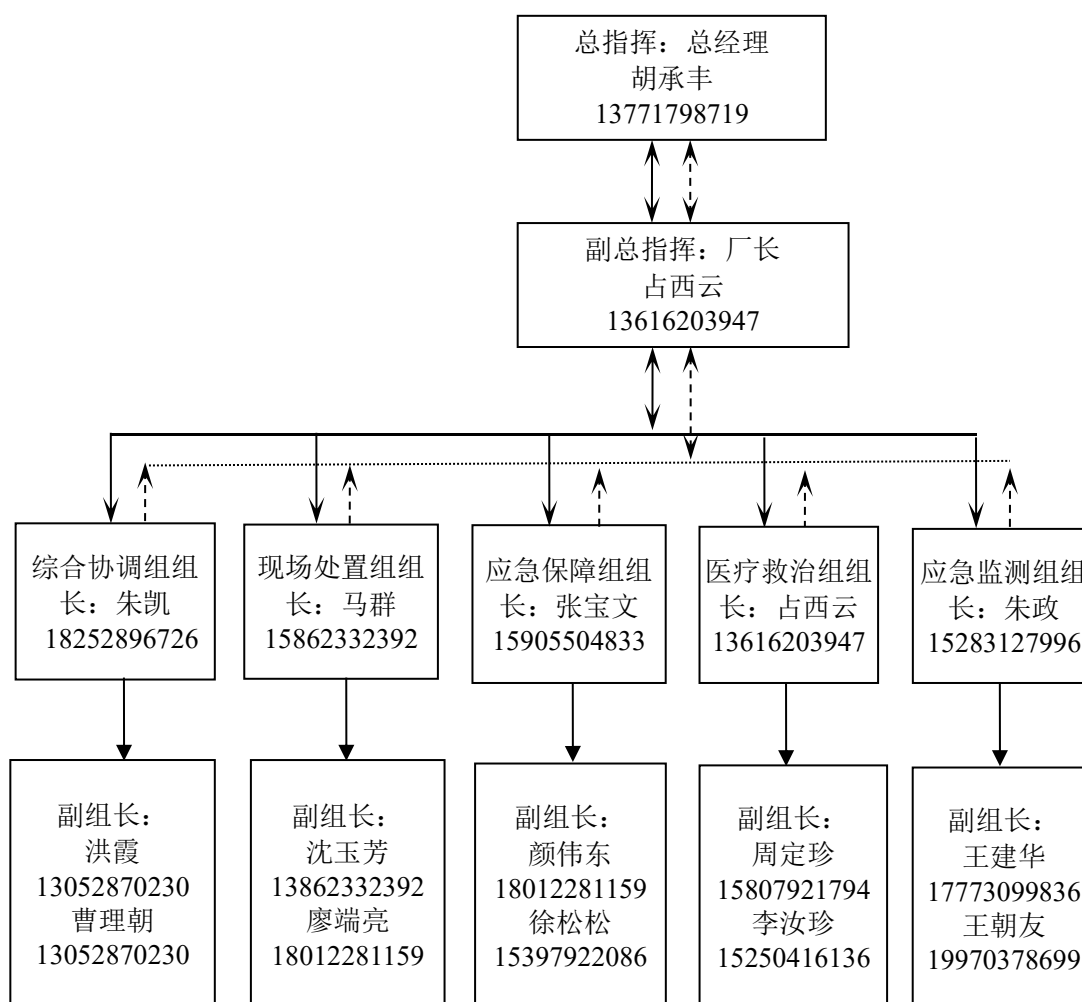 总指挥：总经理
胡承丰
13771798719
副总指挥：厂长
占西云
13616203947
综合协调组组
长：朱凯
18252896726
现场处置组组
长：马群
15862332392
应急保障组组
长：张宝文
15905504833
医疗救治组组
长：占西云
13616203947
应急监测组组
长：朱政
15283127996
副组长：
洪霞
13052870230
曹理朝
13052870230
副组长：
沈玉芳
13862332392
廖端亮
18012281159
副组长：
颜伟东
18012281159
徐松松
15397922086
副组长：
周定珍
15807921794
李汝珍
15250416136
副组长：
王建华
17773099836
王朝友
19970378699